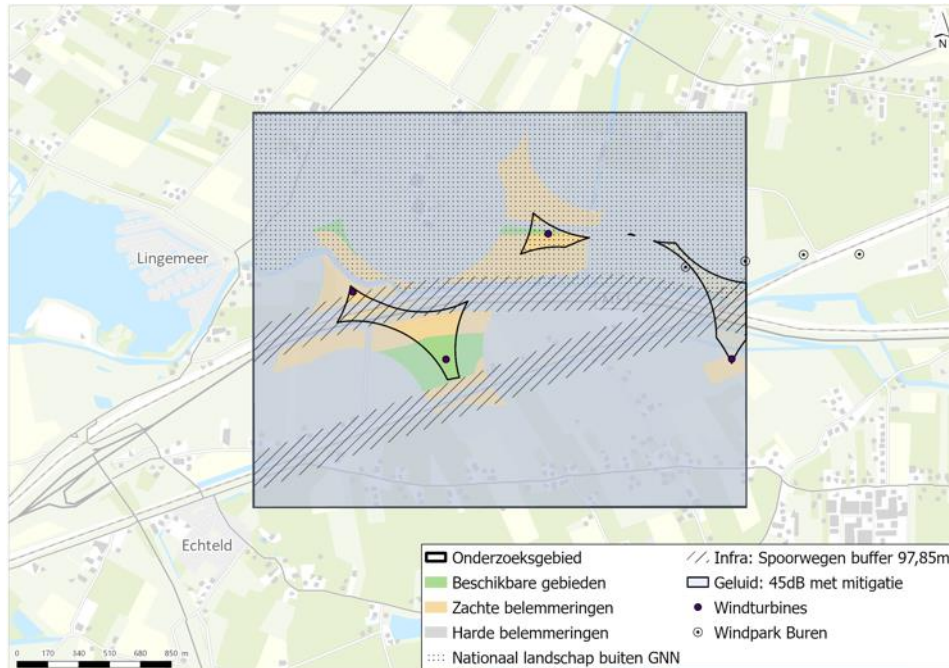 N
Lingemeer
Echteld
0 170 340 510 680 850 m
Onderzoeksgebied
Beschikbare gebieden
Zachte belemmeringen
Harde belemmeringen
Nationaal landschap buiten GNN
Infra: Spoorwegen buffer 97,85m
Geluid: 45dB met mitigatie
Windturbines
Windpark Buren